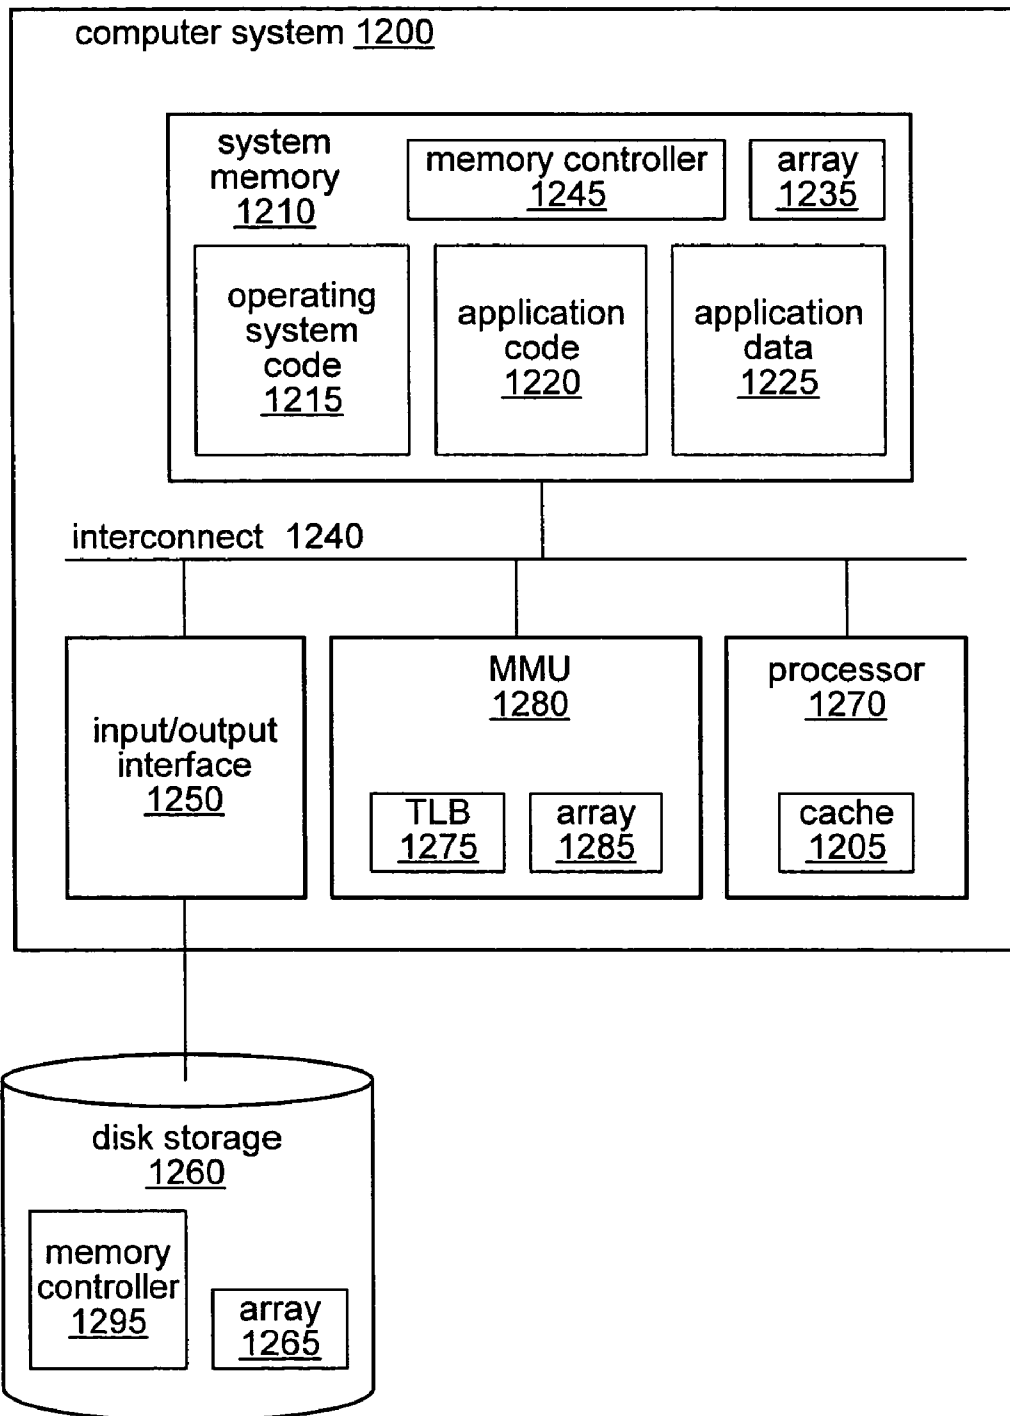 computer system 1200
system
memory
1210
memory controller
1245
array
1235
operating
system
code
1215
application
code
1220
application
data
1225
interconnect 1240
input/output
interface
1250
MMU
1280
TLB
1275
array
1285
processor
1270
cache
1205
disk storage
1260
memory
controller
1295
array
1265